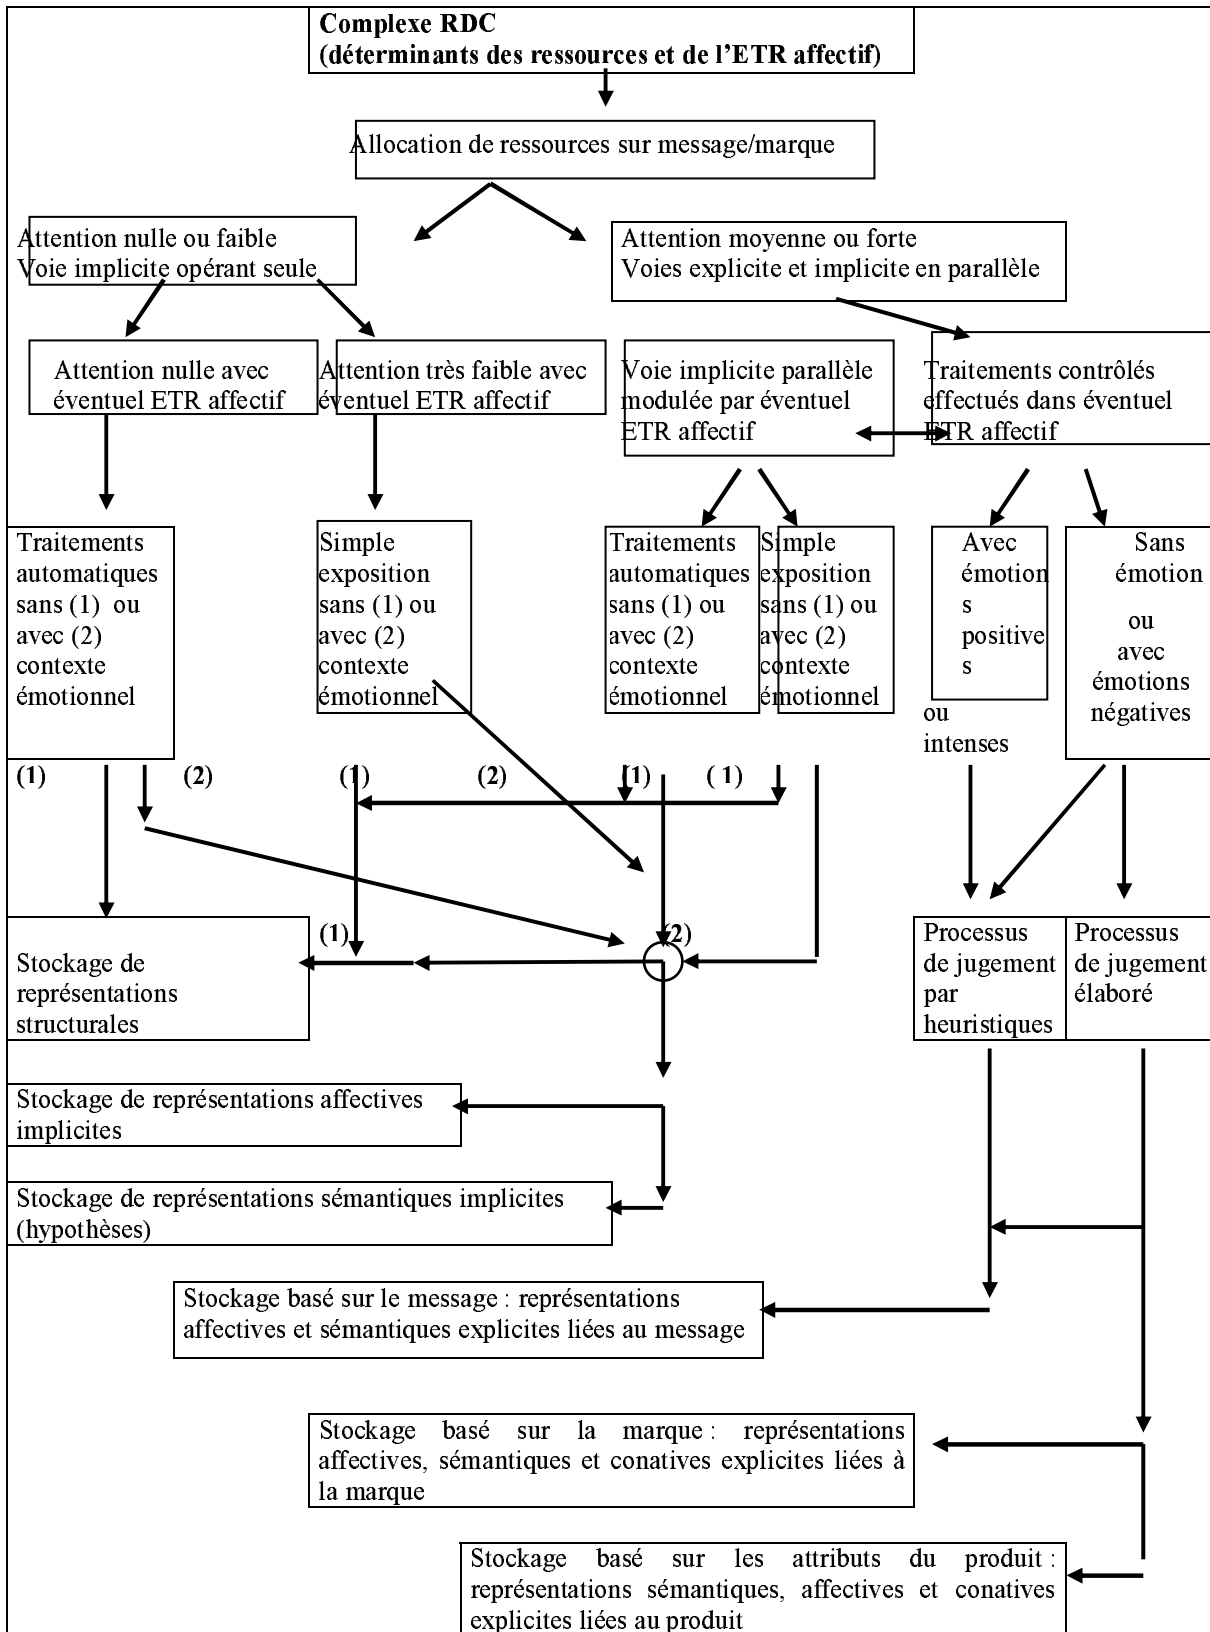 Complexe RDC
(déterminants des ressources et de l’ETR affectif)
Allocation de ressources sur message/marque
Attention nulle ou faible
Voie implicite opérant seule
Attention moyenne ou forte
Voies explicite et implicite en parallèle
Attention nulle avec
éventuel ETR affectif
Attention très faible avec
éventuel ETR affectif
Voie implicite parallèle
modulée par éventuel
ETR affectif
Traitements contrôlés
effectués dans éventuel
ETR affectif
Traitements
automatiques
sans (1) ou
avec (2)
contexte
émotionnel
Simple
exposition
sans (1) ou
avec (2)
contexte
émotionnel
Traitements
automatiques
sans (1) ou
avec (2)
contexte
émotionnel
Simple
exposition
sans (1) ou
avec (2)
contexte
émotionnel
Avec
émotion
s
positive
s
ou
intenses
Sans
émotion
ou
avec
émotions
négatives
(1)
(2)
(1)
(2)
(1)
( 1)
(1)
(2)
Stockage de
représentations
structurales
Processus
de jugement
par
heuristiques
Processus
de jugement
élaboré
Stockage de représentations affectives
implicites
Stockage de représentations sémantiques implicites
(hypothèses)
Stockage basé sur le message : représentations
affectives et sémantiques explicites liées au message
Stockage basé sur la marque : représentations
affectives, sémantiques et conatives explicites liées à
la marque
Stockage basé sur les attributs du produit :
représentations sémantiques, affectives et conatives
explicites liées au produit